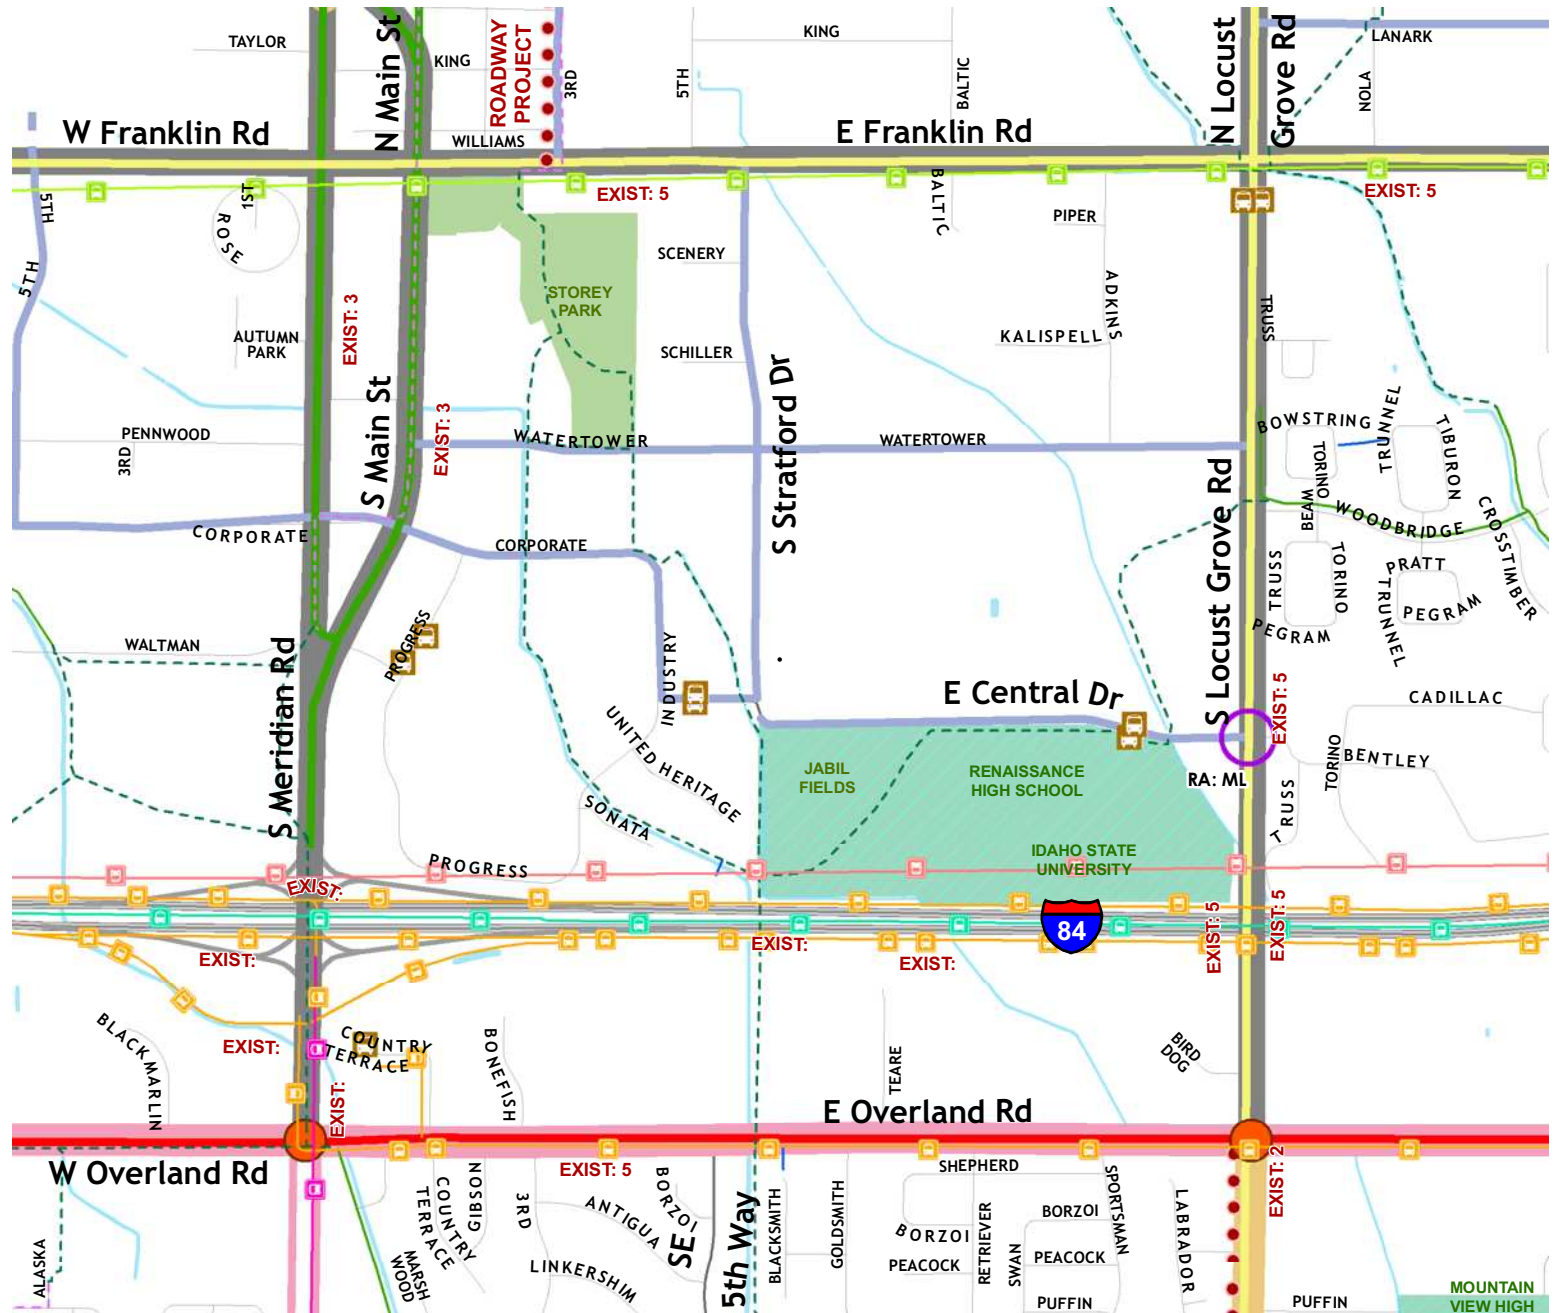 TAYLOR
KING
N Main St
ROADWAY
PROJECT
3RD
5TH
KING
BALTIC
N Locust
Grove Rd
LANARK
NOLA
W Franklin Rd
WILLIAMS
E Franklin Rd
5TH
5TH
1ST
ROSE
EXIST: 5
BALTIC
PIPER
EXIST: 5
SCENERY
STOREY
PARK
ADKINS
TRUSS
AUTUMN
PARK
EXIST: 3
SCHILLER
KALISPELL
S Main St
EXIST: 3
S Stratford Dr
PENNWOOD
3RD
WATERTOWER
WATERTOWER
BOWSTRING
TRUNNEL
TIBURON
TORINO
BEAM
WOODBRIDGE
CROSSTIMBER
CORPORATE
CORPORATE
S Locust Grove Rd
TRUSS
TORINO
PRATT
TRUNNEL
PEGRAM
PEGRAM
WALTMAN
PROGRESS
INDUSTRY
S Meridian Rd
E Central Dr
EXIST: 5
CADILLAC
UNITED HERITAGE
TORINO
BENTLEY
JABIL
FIELDS
RENAISSANCE
HIGH SCHOOL
RA: ML
TRUSS
SONATA
PROGRESS
IDAHO STATE
UNIVERSITY
EXIST:
84
EXIST: 5
EXIST: 5
EXIST:
EXIST:
EXIST:
BLACKMARLIN
EXIST:
COUNTRY
TERRACE
BONEFISH
TEARE
BIRD
DOG
EXIST:
E Overland Rd
W Overland Rd
EXIST: 5
SHEPHERD
EXIST: 2
COUNTRY
TERRACE
GIBSON
3RD
ANTIGUA
BORZOI
SE
5th Way
BLACKSMITH
GOLDSMITH
BORZOI
PEACOCK
RETRIEVER
SWAN
BORZOI
PEACOCK
SPORTSMAN
LABRADOR
ALASKA
MARSH
WOOD
LINKERSHIM
PUFFIN
PUFFIN
MOUNTAIN
VIEW HIGH